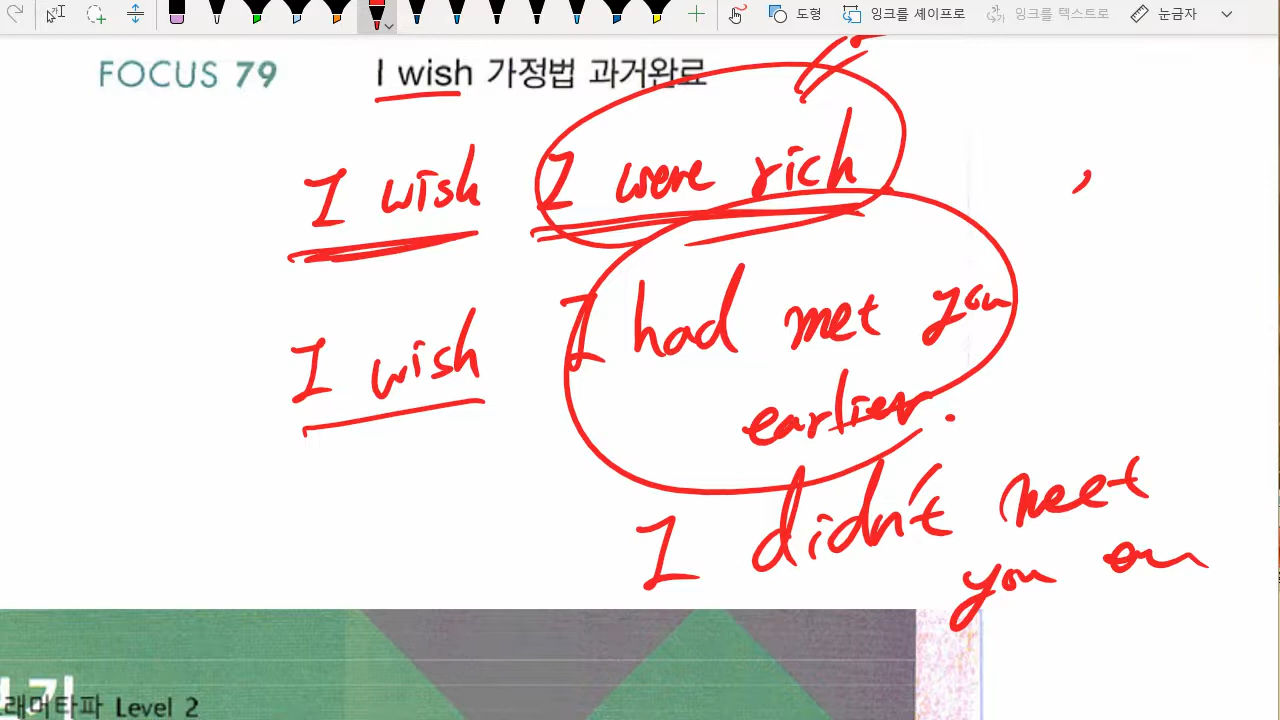 도형 잉크를 셰이프로 잉크를 텍스트로 눈금자
FOCUS 79 I wish 가정법 과거완료
I wish I were rich
,
I wish I had met you
earlier.
I didn't meet
you
래머타파 Level 2